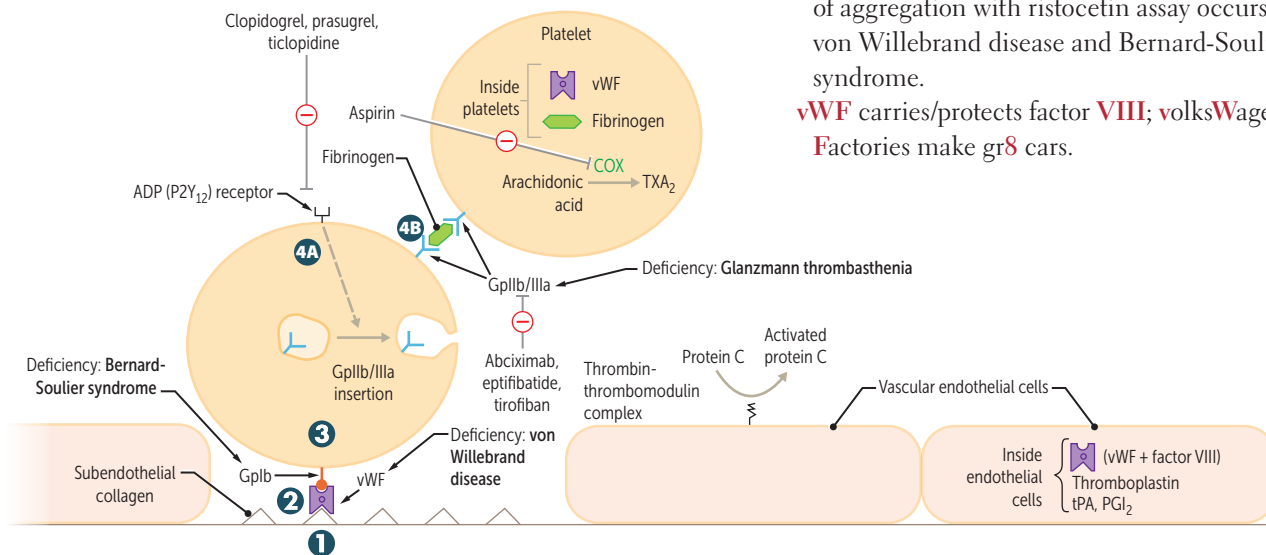 Clopidogrel, prasugrel,
ticlopidine
Platelet
Inside
platelets
vWF
Fibrinogen
Aspirin
COX
Arachidonic
acid
TXA2
Fibrinogen
ADP (P2Y12) receptor
4A
4B
GpIIb/IIIa
Deficiency: Glanzmann thrombasthenia
Abciximab,
eptifibatide,
tirofiban
GpIIb/IIIa
insertion
Deficiency: Bernard-
Soulier syndrome
3
GpIb
vWF
Deficiency: von
Willebrand
disease
Subendothelial
collagen
2
1
Thrombin-
thrombomodulin
complex
Protein C
Activated
protein C
Vascular endothelial cells
Inside
endothelial
cells
(vWF + factor VIII)
Thromboplastin
tPA, PGI2
of aggregation with ristocetin assay occurs
von Willebrand disease and Bernard-Soul
syndrome.
vWF carries/protects factor VIII; volksWage
Factories make gr8 cars.